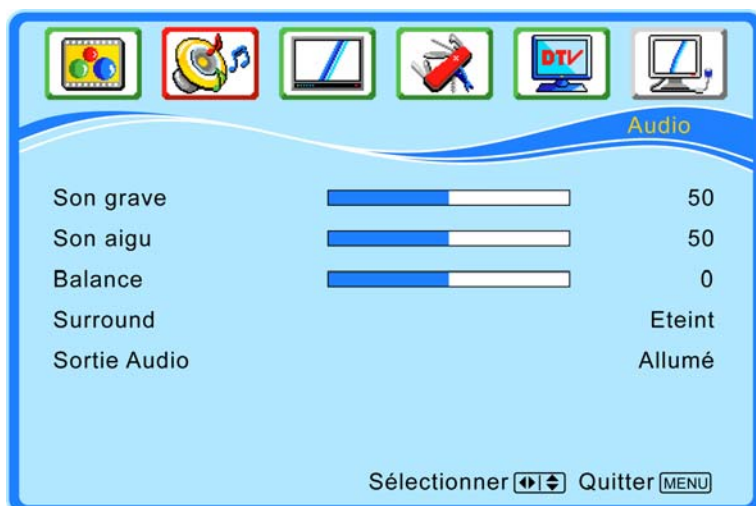 DTV
Audio
Son grave 50
Son aigu 50
Balance 0
Surround Eteint
Sortie Audio Allumé
Sélectionner Quitter MENU